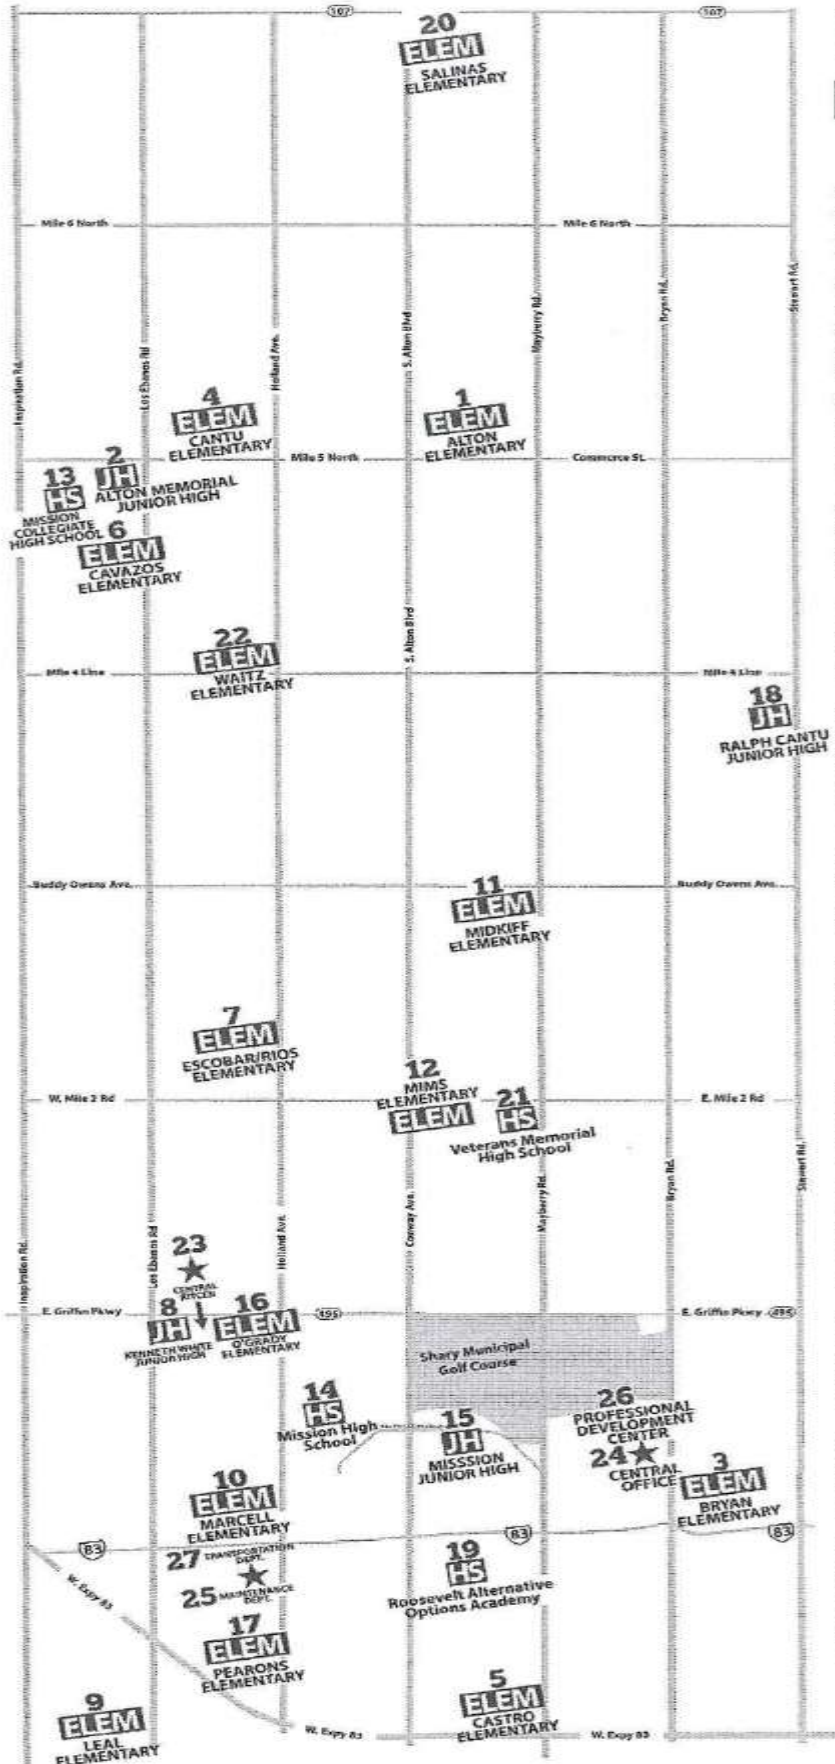 107
107
20
ELEM
SALINAS
ELEMENTARY
Mile 6 North
Mile 6 North
Inspiration Rd.
Los Ebanos Rd
Holland Ave.
S. Alton Blvd
Mayberry Rd.
Bryan Rd.
Stewart Rd.
4
ELEM
CANTU
ELEMENTARY
1
ELEM
ALTON
ELEMENTARY
Mile 5 North
Commerce St.
2
JH
ALTON MEMORIAL
JUNIOR HIGH
13
HS
MISSION
COLLEGIATE
HIGH SCHOOL
6
ELEM
CAVAZOS
ELEMENTARY
S. Alton Blvd
22
ELEM
WAITZ
ELEMENTARY
Mile 4 Line
Mile 4 Line
18
JH
RALPH CANTU
JUNIOR HIGH
Buddy Owens Ave.
Buddy Owens Ave.
11
ELEM
MIDKIFF
ELEMENTARY
7
ELEM
ESCOBAR/RIOS
ELEMENTARY
12
MIMS
ELEMENTARY
ELEM
21
HS
Veterans Memorial
High School
W. Mile 2 Rd
E. Mile 2 Rd
Inspiration Rd.
Los Ebanos Rd
Holland Ave.
Conway Ave.
Mayberry Rd.
Bryan Rd.
Stewart Rd.
23
CENTRAL
KITCEN
E. Griffin Pkwy
495
E. Griffin Pkwy
495
8
JH
KENNETH WHITE
JUNIOR HIGH
16
ELEM
O'GRADY
ELEMENTARY
Shary Municipal
Golf Course
14
HS
Mission High
School
15
JH
MISSSION
JUNIOR HIGH
26
PROFESSIONAL
DEVELOPMENT
CENTER
24
CENTRAL
OFFICE
3
ELEM
BRYAN
ELEMENTARY
10
ELEM
MARCELL
ELEMENTARY
83
83
83
27 TRANSPORTATION
DEPT.
25 MAINTENANCE
DEPT.
19
HS
Roosevelt Alternative
Options Academy
W. Expy 83
17
ELEM
PEARONS
ELEMENTARY
9
ELEM
LEAL
ELEMENTARY
5
ELEM
CASTRO
ELEMENTARY
W. Expy 83
W. Expy 83